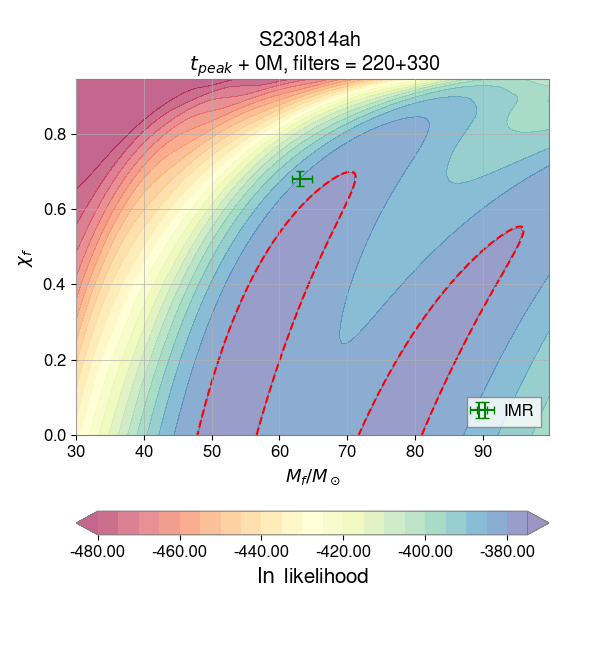 S230814ah
t_peak + 0M, filters = 220+330
χ_f
0.8
0.6
0.4
0.2
0.0
30 40 50 60 70 80 90
M_f/M_⊙
IMR
-480.00 -460.00 -440.00 -420.00 -400.00 -380.00
ln likelihood